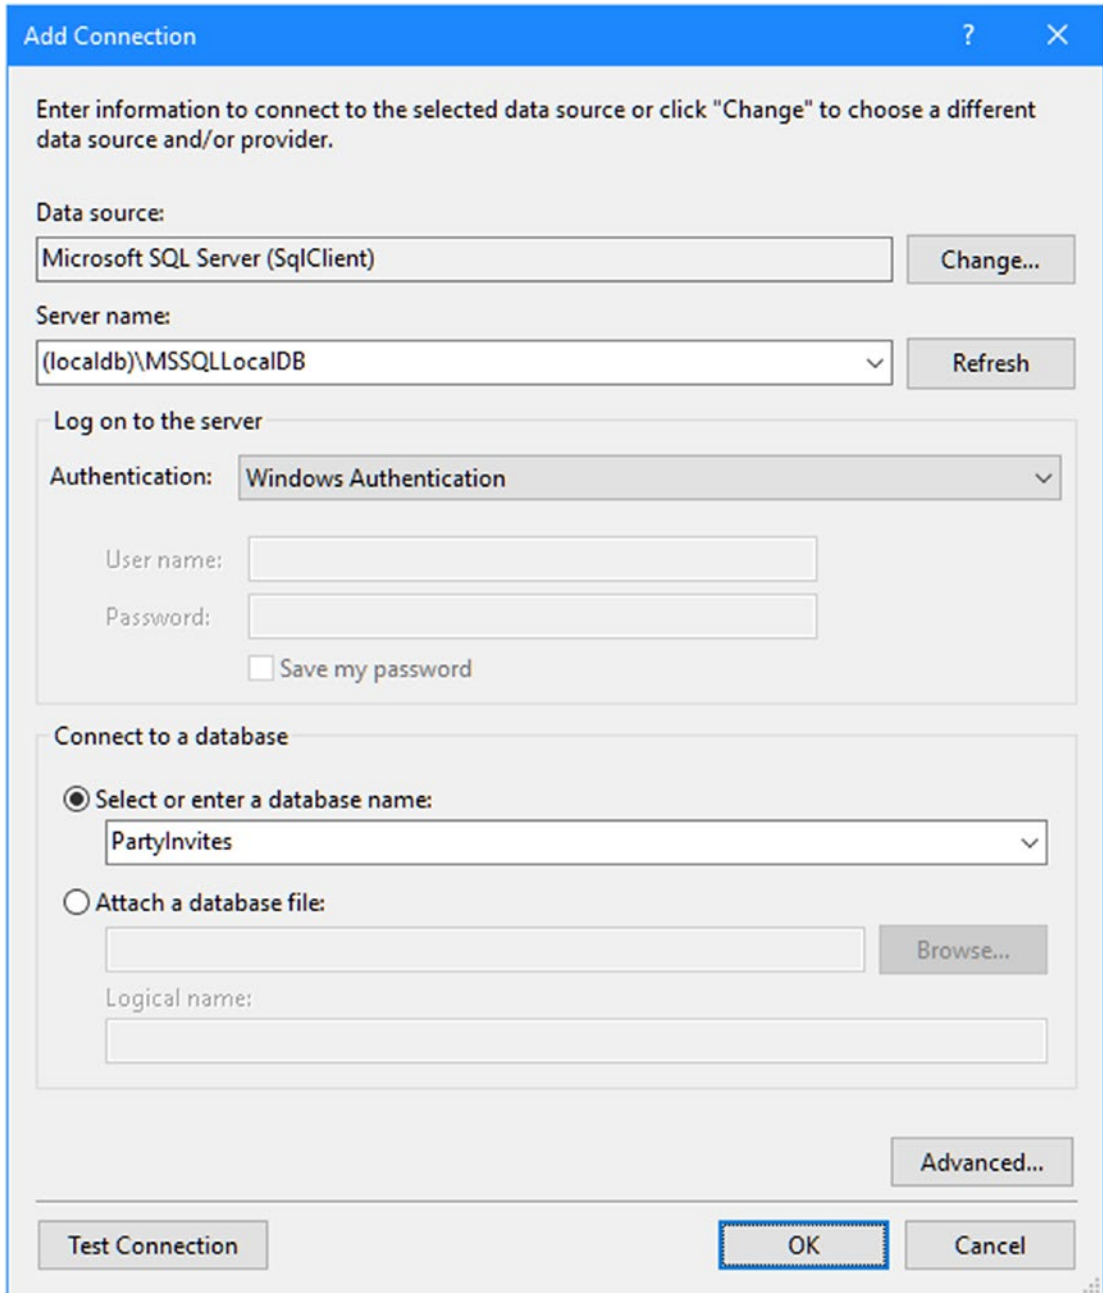 Add Connection
Enter information to connect to the selected data source or click "Change" to choose a different
data source and/or provider.
Data source:
Microsoft SQL Server (SqlClient)
Change...
Server name:
(localdb)\MSSQLLocalDB
Refresh
Log on to the server
Authentication:
Windows Authentication
User name:
Password:
Save my password
Connect to a database
Select or enter a database name:
PartyInvites
Attach a database file:
Browse...
Logical name:
Advanced...
Test Connection
OK
Cancel